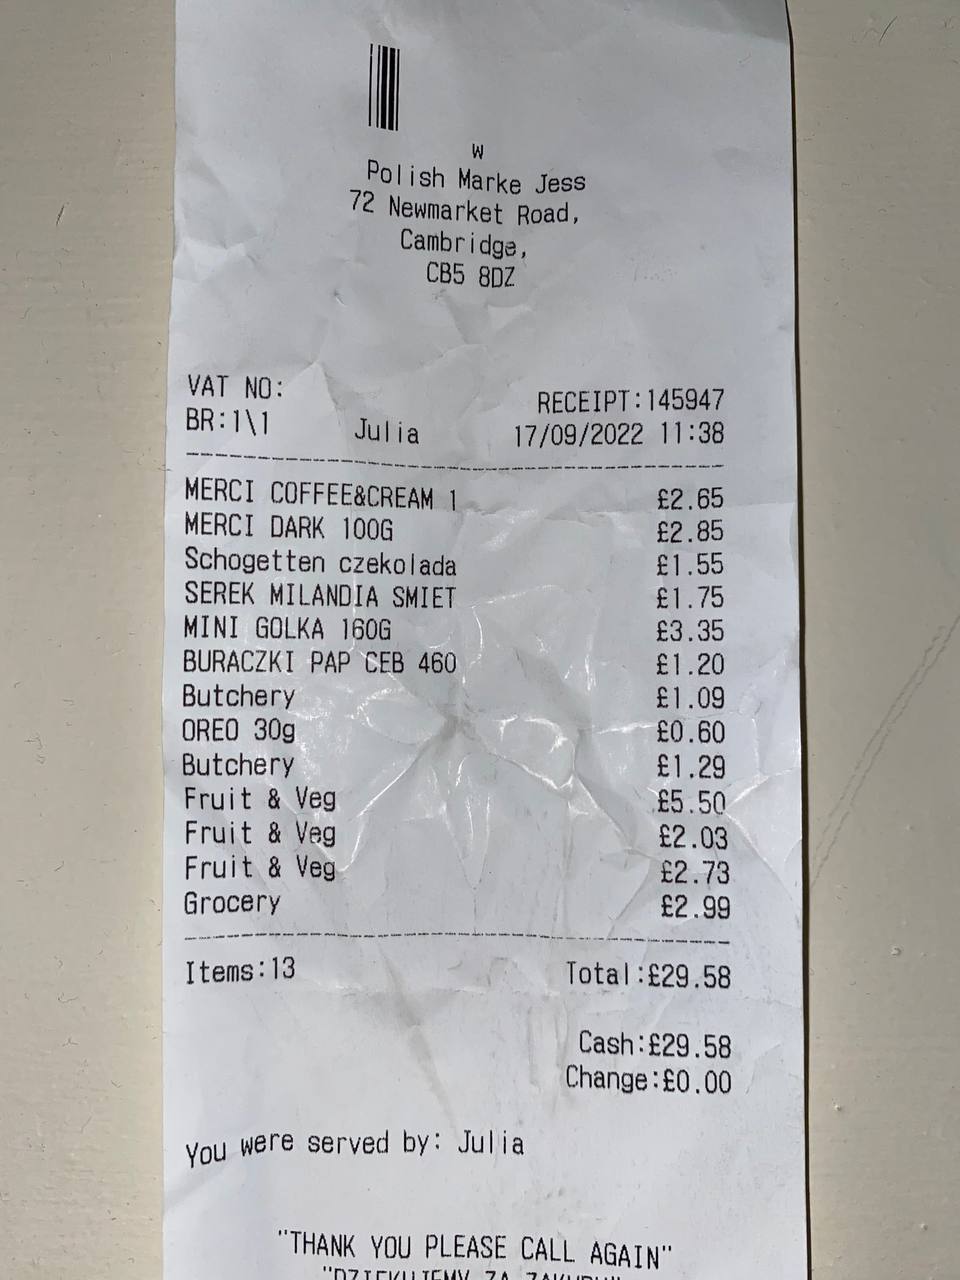 W
Polish Marke Jess
72 Newmarket Road,
Cambridge,
CB5 8DZ
VAT NO:
RECEIPT:145947
BR:1\1 Julia 17/09/2022 11:38
MERCI COFFEE&CREAM 1 £2.65
MERCI DARK 100G £2.85
Schogetten czekolada £1.55
SEREK MILANDIA SMIET £1.75
MINI GOLKA 160G £3.35
BURACZKI PAP CEB 460 £1.20
Butchery £1.09
OREO 30g £0.60
Butchery £1.29
Fruit & Veg £5.50
Fruit & Veg £2.03
Fruit & Veg £2.73
Grocery £2.99
Items:13 Total:£29.58
Cash:£29.58
Change:£0.00
You were served by: Julia
"THANK YOU PLEASE CALL AGAIN"
"DZIEKUJEMY ZA ZAKUPY"